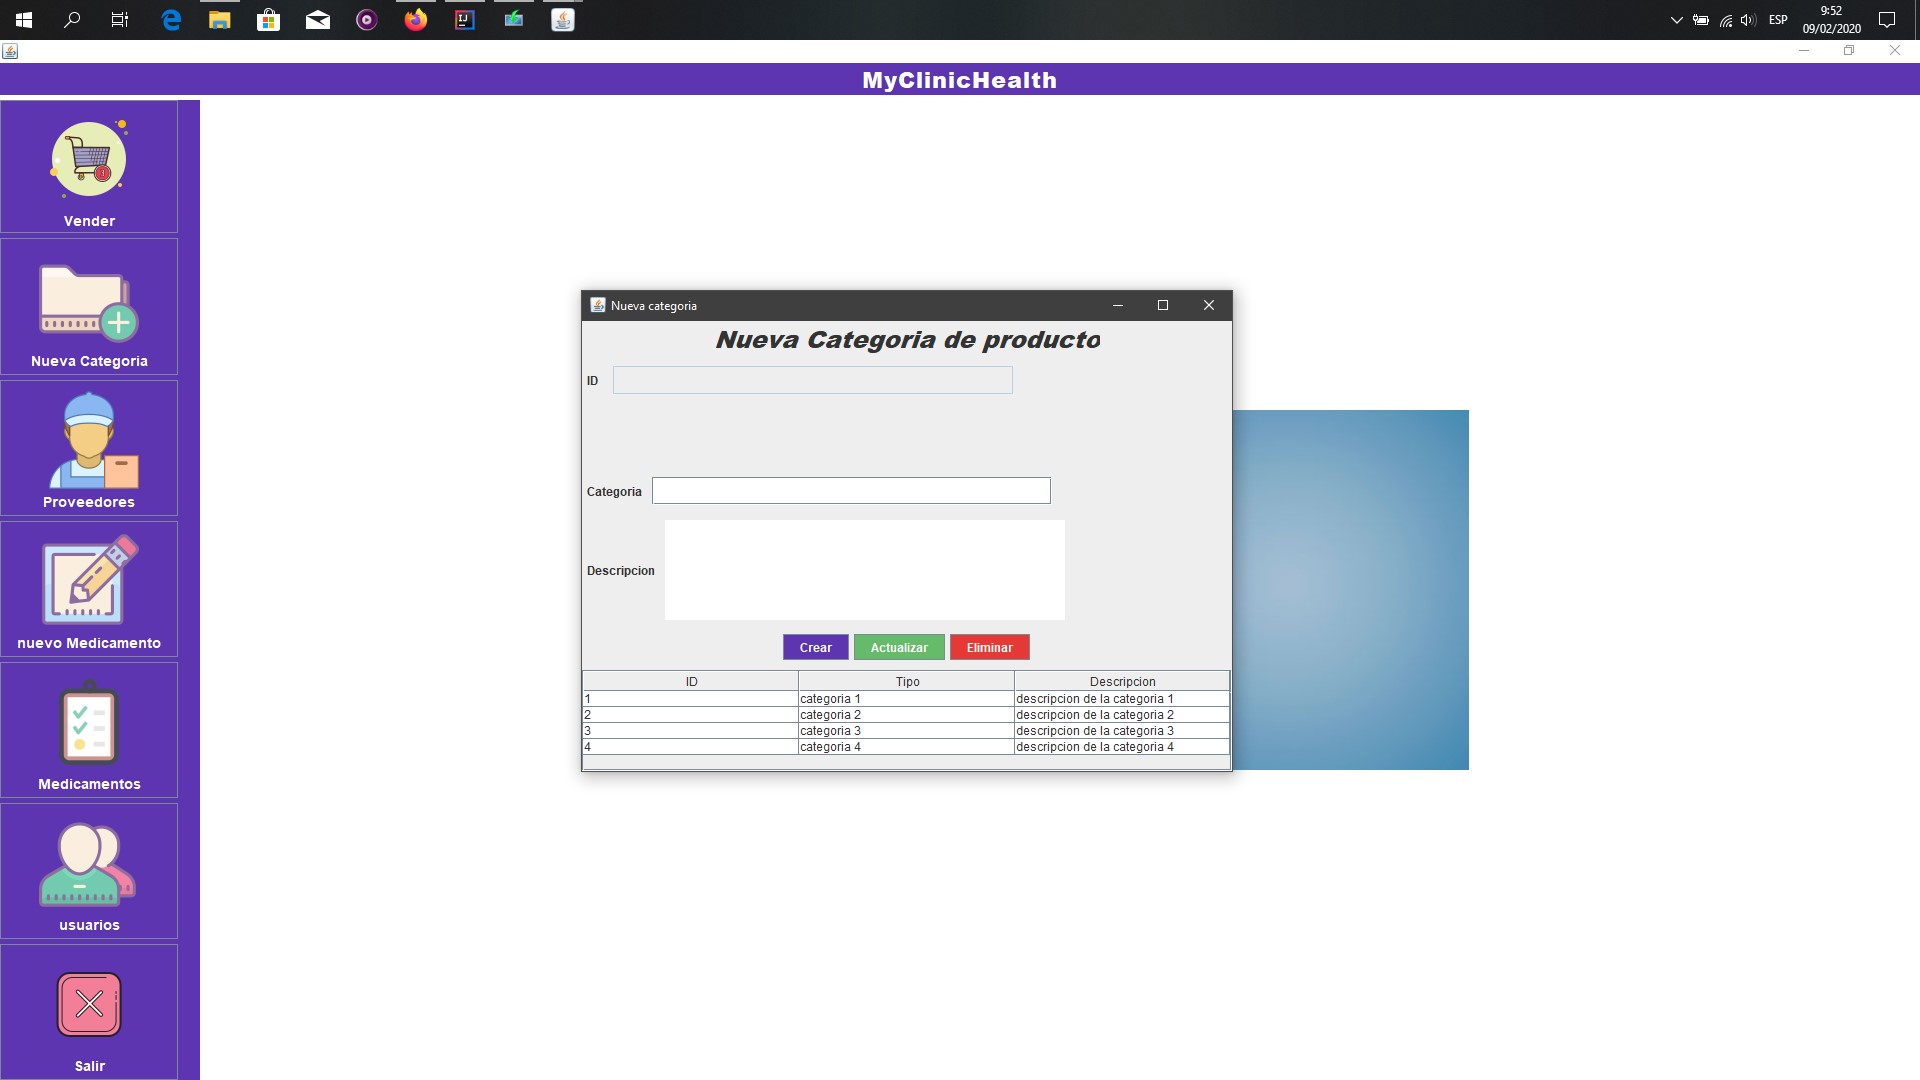 ESP
9:52
09/02/2020
MyClinicHealth
Vender
Nueva Categoria
Proveedores
nuevo Medicamento
Medicamentos
usuarios
Salir
Nueva categoria
Nueva Categoria de producto
ID
Categoria
Descripcion
Crear Actualizar Eliminar
ID Tipo Descripcion
1 categoria 1 descripcion de la categoria 1
2 categoria 2 descripcion de la categoria 2
3 categoria 3 descripcion de la categoria 3
4 categoria 4 descripcion de la categoria 4